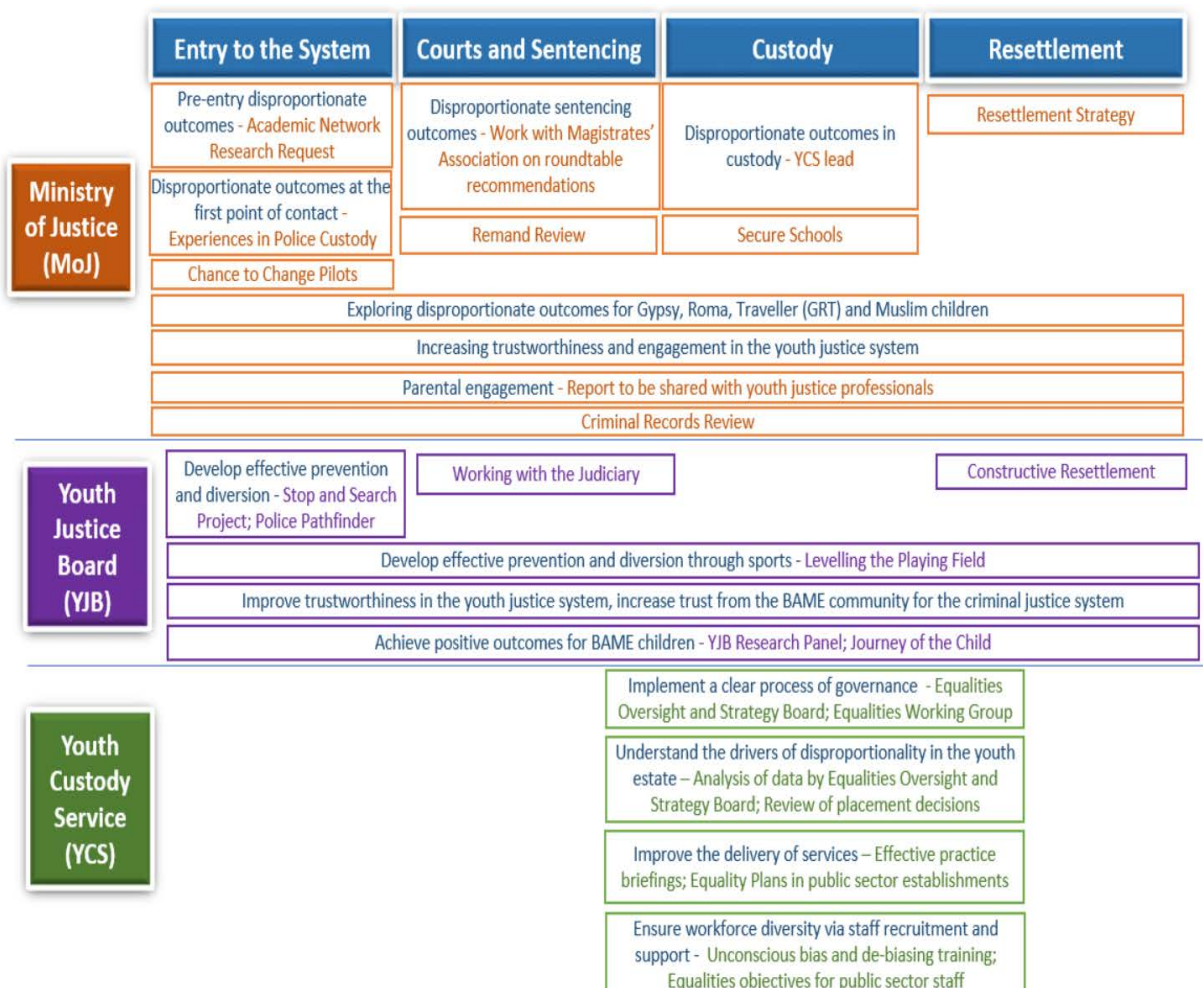 Entry to the System
Courts and Sentencing
Custody
Resettlement
Ministry
of Justice
(MoJ)
Pre-entry disproportionate
outcomes - Academic Network
Research Request
Disproportionate outcomes at the
first point of contact -
Experiences in Police Custody
Chance to Change Pilots
Disproportionate sentencing
outcomes - Work with Magistrates’
Association on roundtable
recommendations
Remand Review
Disproportionate outcomes in
custody - YCS lead
Secure Schools
Resettlement Strategy
Exploring disproportionate outcomes for Gypsy, Roma, Traveller (GRT) and Muslim children
Increasing trustworthiness and engagement in the youth justice system
Parental engagement - Report to be shared with youth justice professionals
Criminal Records Review
Youth
Justice
Board
(YJB)
Develop effective prevention
and diversion - Stop and Search
Project; Police Pathfinder
Working with the Judiciary
Constructive Resettlement
Develop effective prevention and diversion through sports - Levelling the Playing Field
Improve trustworthiness in the youth justice system, increase trust from the BAME community for the criminal justice system
Achieve positive outcomes for BAME children - YJB Research Panel; Journey of the Child
Youth
Custody
Service
(YCS)
Implement a clear process of governance - Equalities
Oversight and Strategy Board; Equalities Working Group
Understand the drivers of disproportionality in the youth
estate – Analysis of data by Equalities Oversight and
Strategy Board; Review of placement decisions
Improve the delivery of services – Effective practice
briefings; Equality Plans in public sector establishments
Ensure workforce diversity via staff recruitment and
support - Unconscious bias and de-biasing training;
Equalities objectives for public sector staff